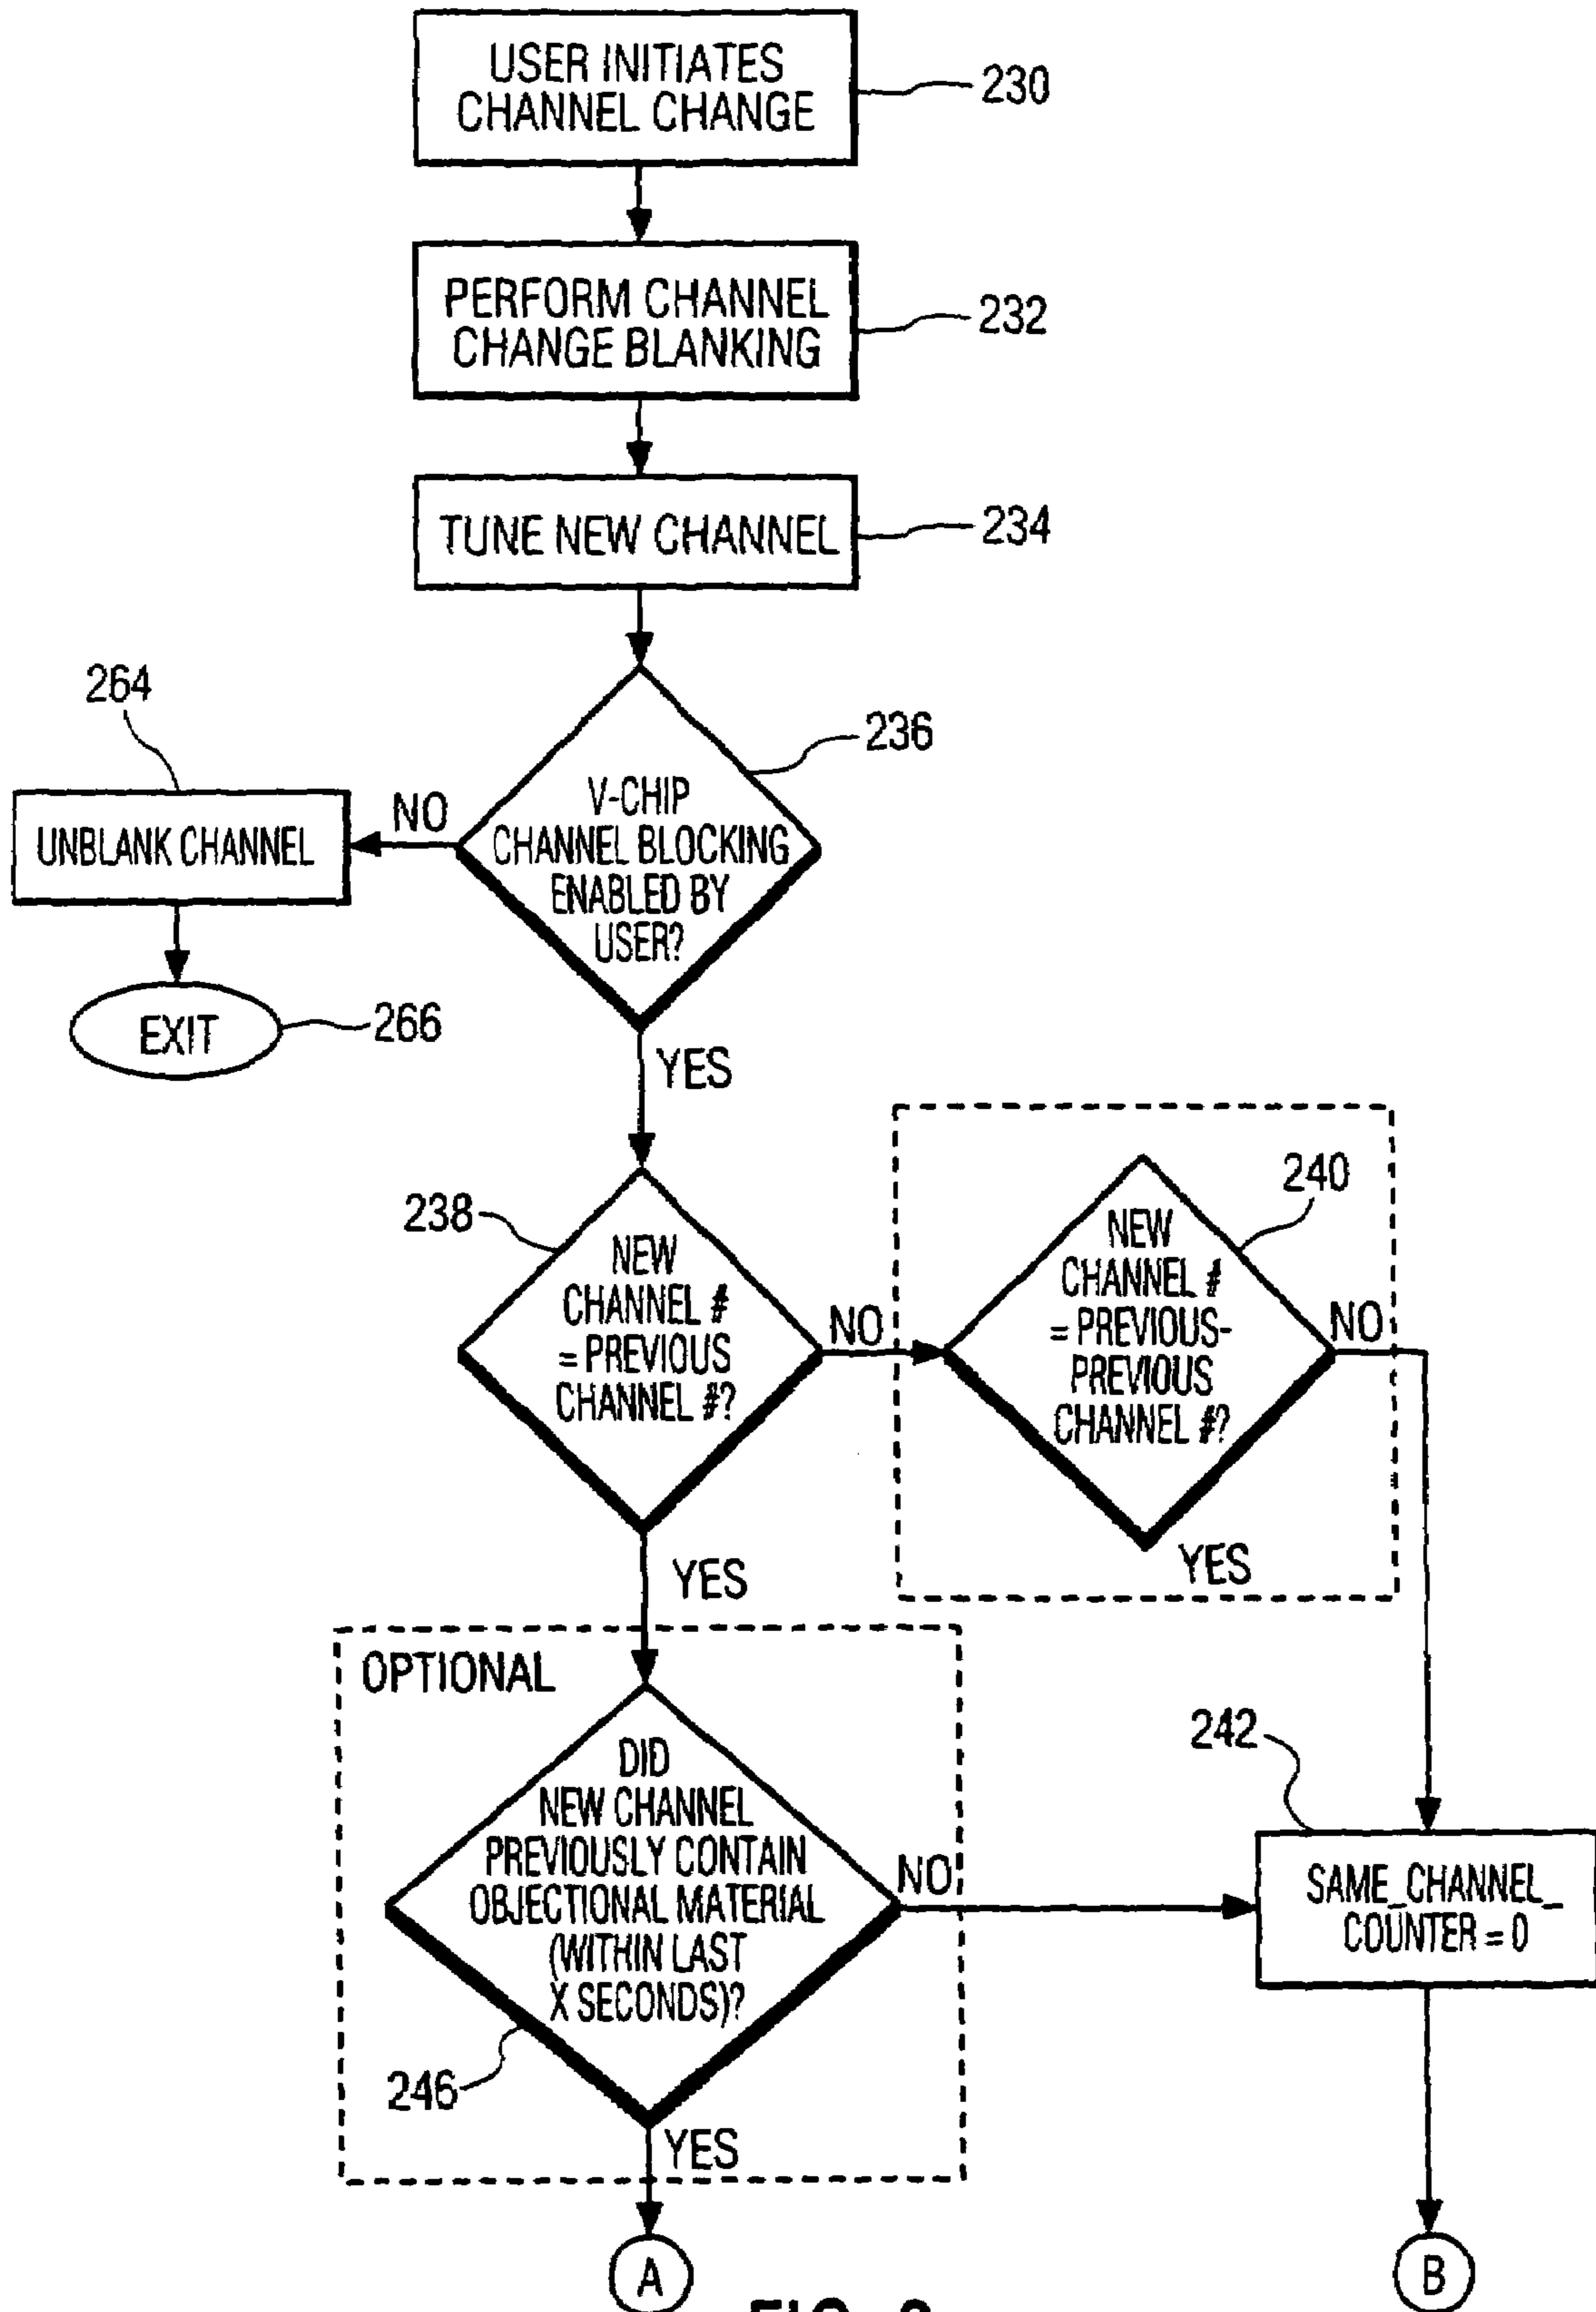 USER INITIATES
CHANNEL CHANGE
230
PERFORM CHANNEL
CHANGE BLANKING
232
TUNE NEW CHANNEL
234
264
236
UNBLANK CHANNEL
NO
V-CHIP
CHANNEL BLOCKING
ENABLED BY
USER?
EXIT
266
YES
238
NEW
CHANNEL #
= PREVIOUS
CHANNEL #?
NO
240
NEW
CHANNEL #
= PREVIOUS-
PREVIOUS
CHANNEL #?
NO
YES
YES
OPTIONAL
DID
NEW CHANNEL
PREVIOUSLY CONTAIN
OBJECTIONAL MATERIAL
(WITHIN LAST
X SECONDS)?
NO
242
SAME_CHANNEL_
COUNTER = 0
246
YES
A
B